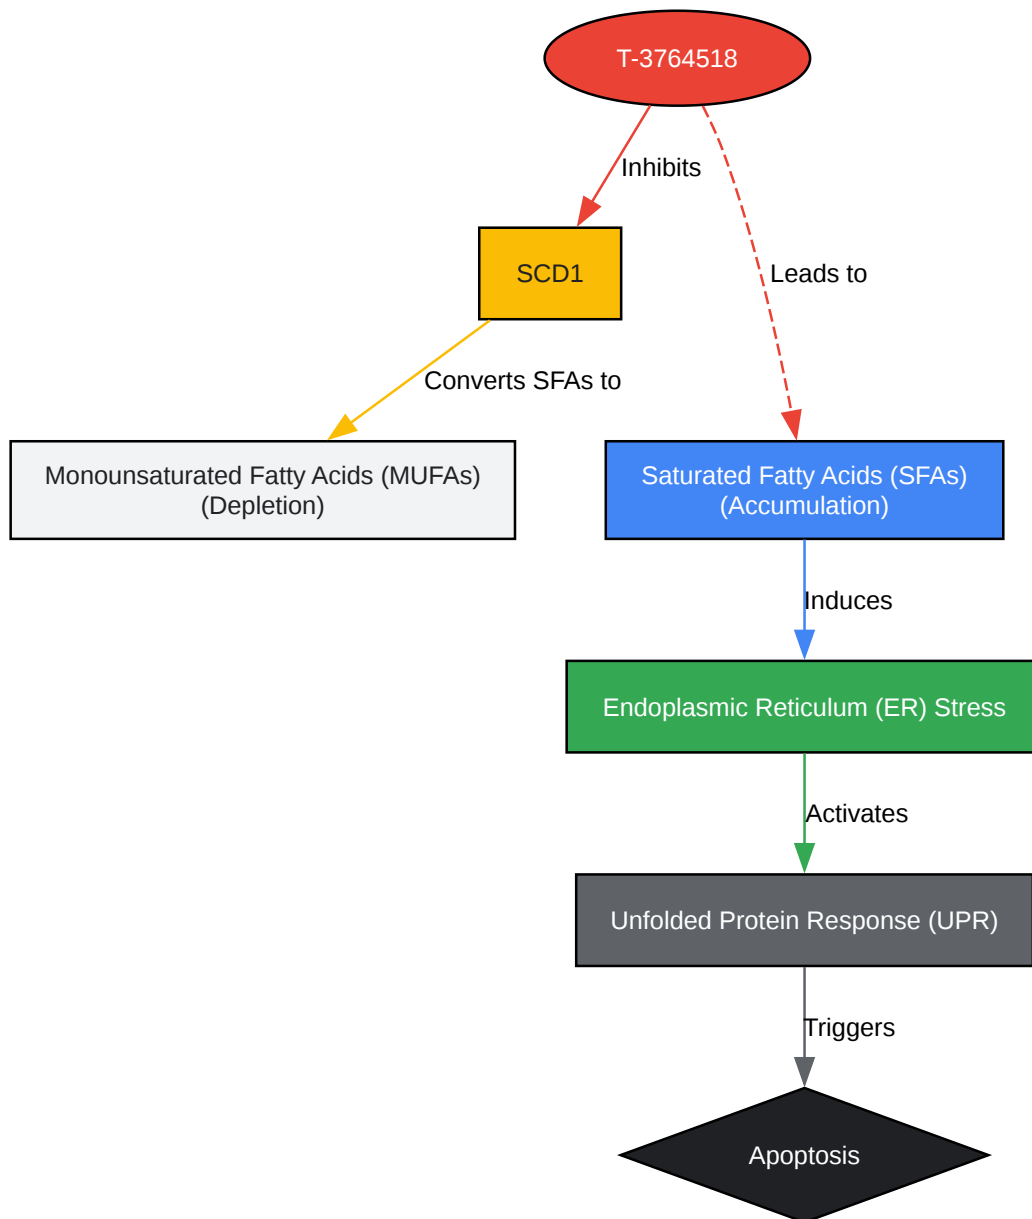 T-3764518
Inhibits
SCD1
Leads to
Converts SFAs to
Monounsaturated Fatty Acids (MUFAs)
(Depletion)
Saturated Fatty Acids (SFAs)
(Accumulation)
Induces
Endoplasmic Reticulum (ER) Stress
Activates
Unfolded Protein Response (UPR)
Triggers
Apoptosis